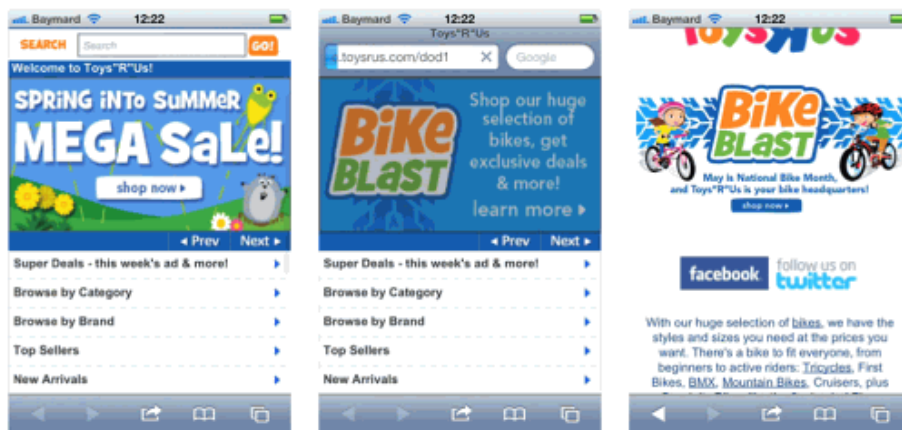 Baymard 12:22
SEARCH Search GO!
Welcome to Toys"R"Us!
SPRiNG iNTo SuMMeR
MEGA SaLe!
shop now
Prev Next
Super Deals - this week's ad & more!
Browse by Category
Browse by Brand
Top Sellers
New Arrivals
Baymard 12:22
Toys"R"Us
.toysrus.com/dod1 Google
BiKe
BLAST
Shop our huge
selection of
bikes, get
exclusive deals
& more!
learn more
Prev Next
Super Deals - this week's ad & more!
Browse by Category
Browse by Brand
Top Sellers
New Arrivals
Baymard 12:22
ToysRUs
BiKe
BLAST
May is National Bike Month,
and Toys"R"Us is your bike headquarters!
shop now
facebook
follow us on
twitter
With our huge selection of bikes, we have the
styles and sizes you need at the prices you
want. There's a bike to fit everyone, from
beginners to active riders: Tricycles, First
Bikes, BMX, Mountain Bikes, Cruisers, plus